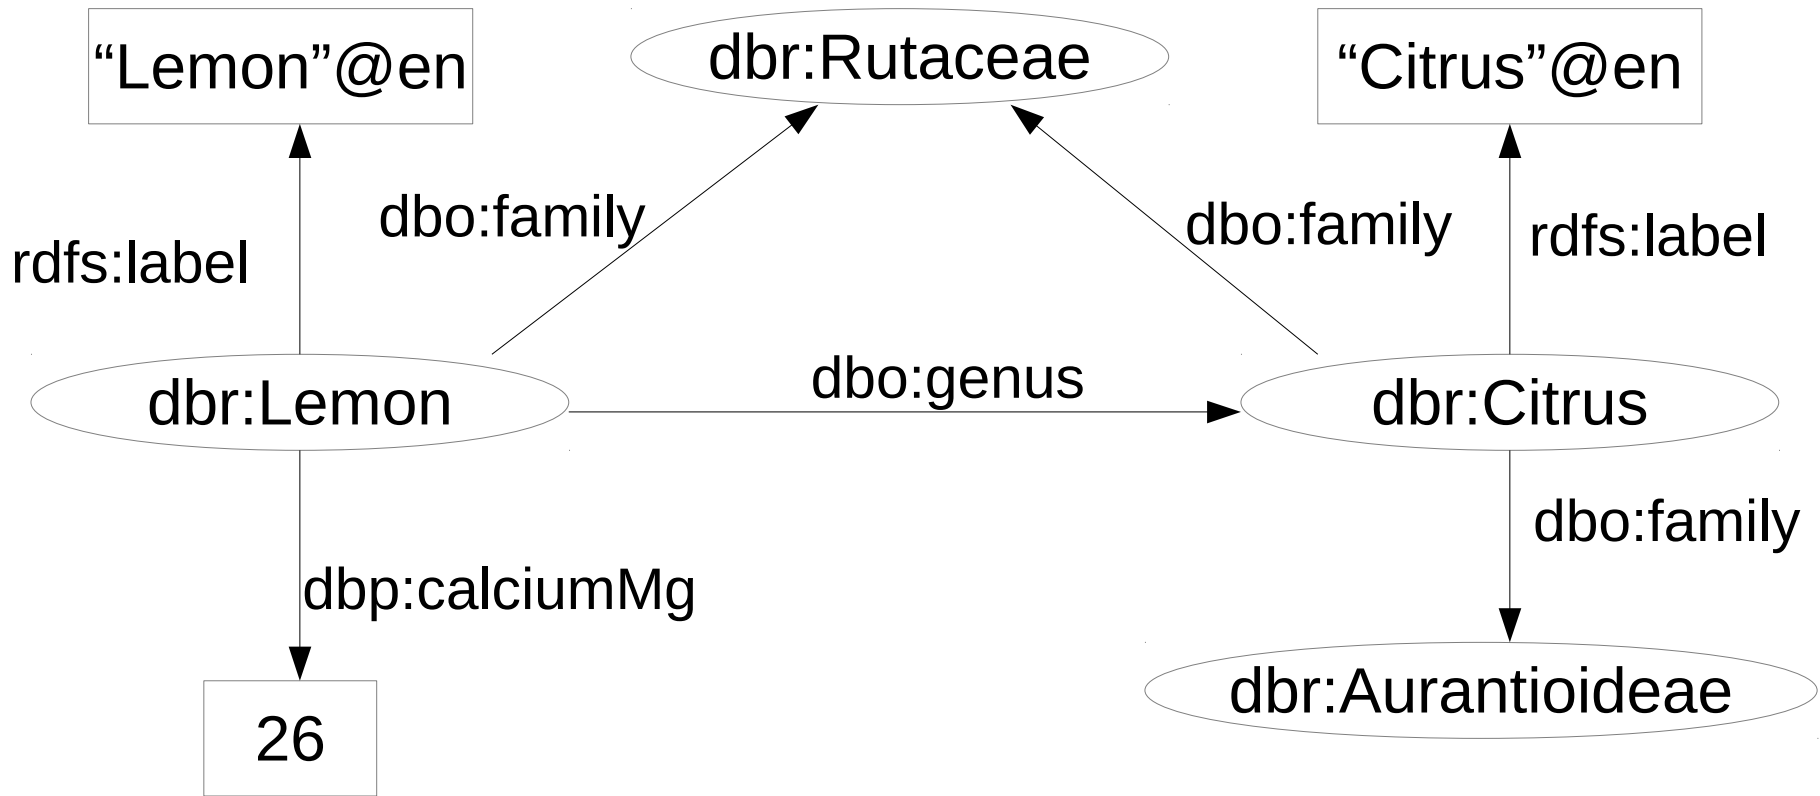 “Lemon”@en
dbr:Rutaceae
“Citrus”@en
dbo:family
dbo:family
rdfs:label
rdfs:label
dbr:Lemon
dbo:genus
dbr:Citrus
dbo:family
dbp:calciumMg
dbr:Aurantioideae
26